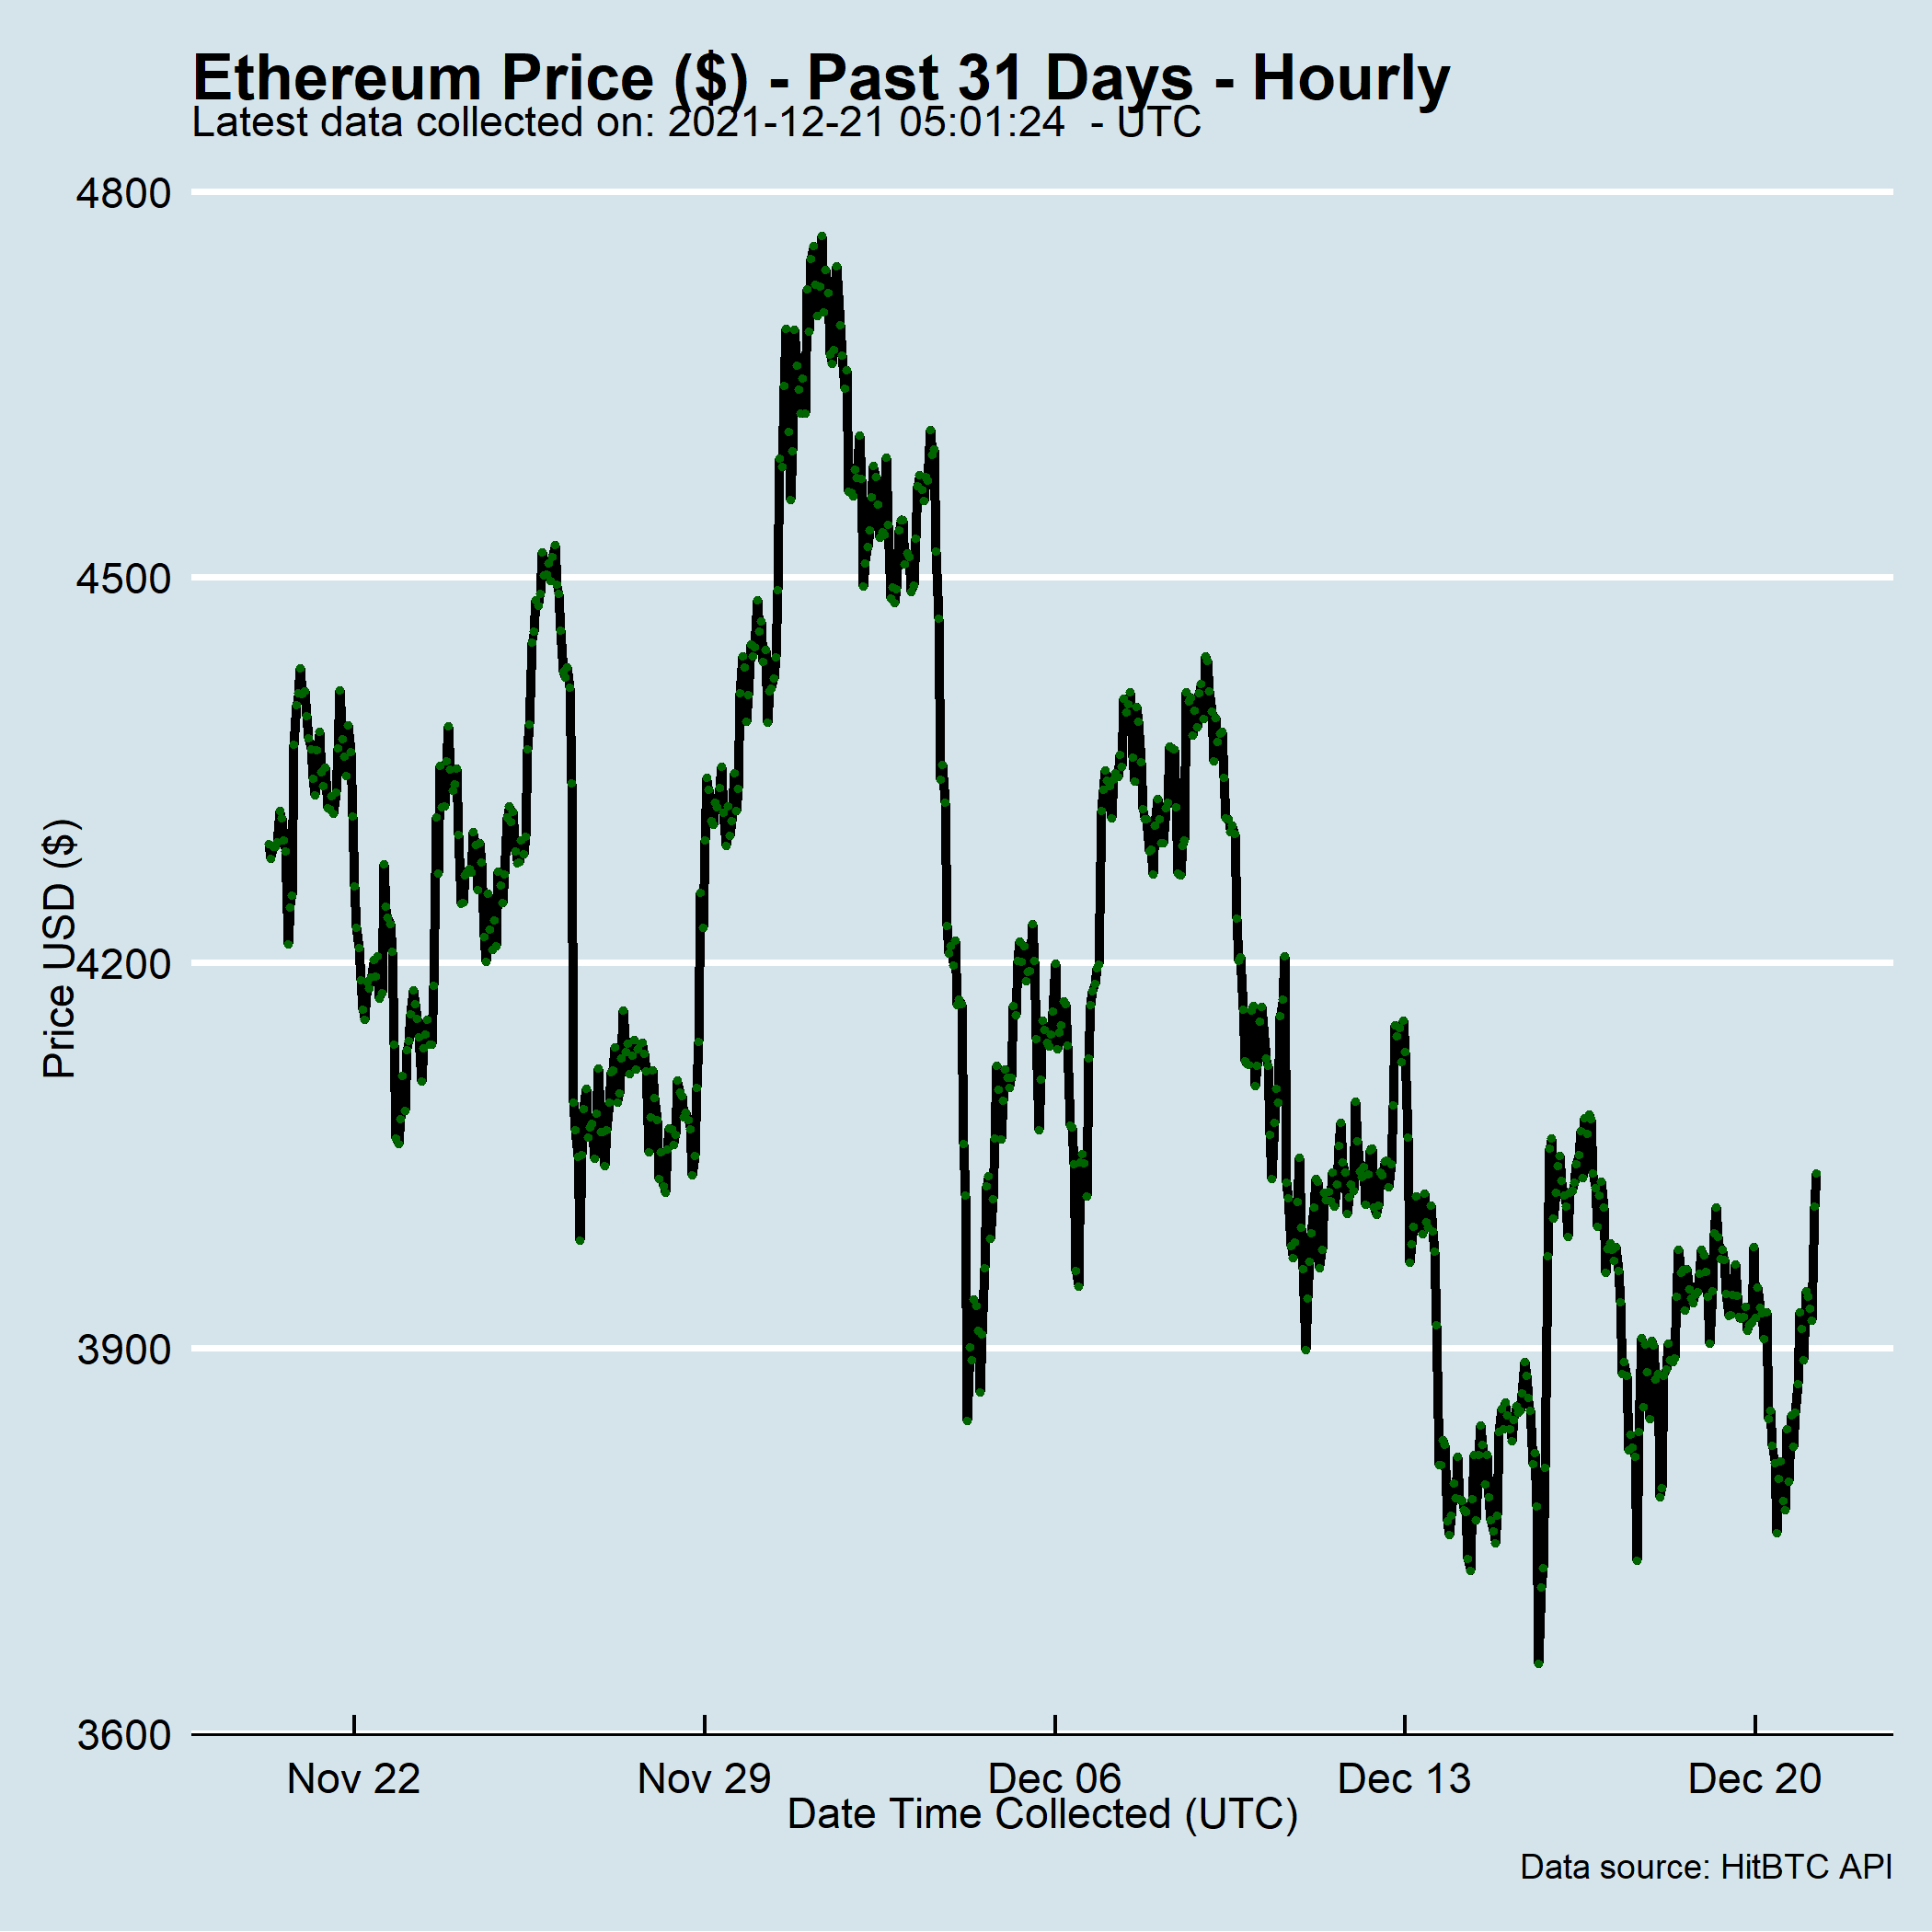 Ethereum Price ($) - Past 31 Days - Hourly
Latest data collected on: 2021-12-21 05:01:24  - UTC
4800
4500
4200
3900
3600
Price USD ($)
Nov 22
Nov 29
Dec 06
Dec 13
Dec 20
Date Time Collected (UTC)
Data source: HitBTC API